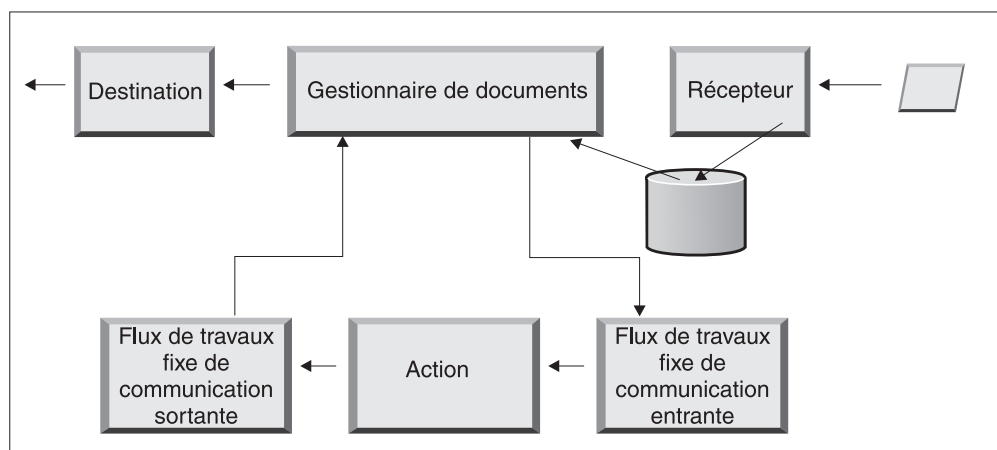 Destination
Gestionnaire de documents
Récepteur
Flux de travaux
fixe de
communication
sortante
Action
Flux de travaux
fixe de
communication
entrante